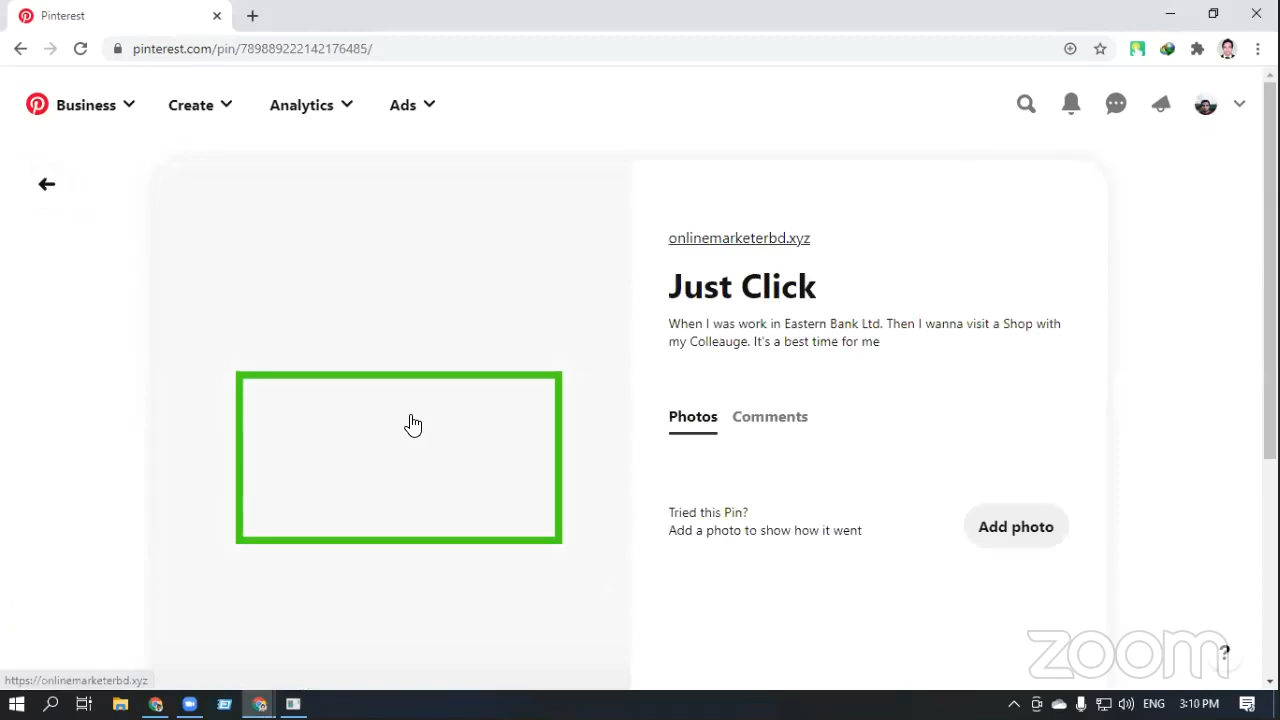 Pinterest
pinterest.com/pin/789889222142176485/
Business Create Analytics Ads
onlinemarketerbd.xyz
Just Click
When I was work in Eastern Bank Ltd. Then I wanna visit a Shop with
my Colleauge. It's a best time for me
Photos Comments
Tried this Pin?
Add a photo to show how it went
Add photo
zoom
?
https://onlinemarketerbd.xyz
ENG 3:10 PM